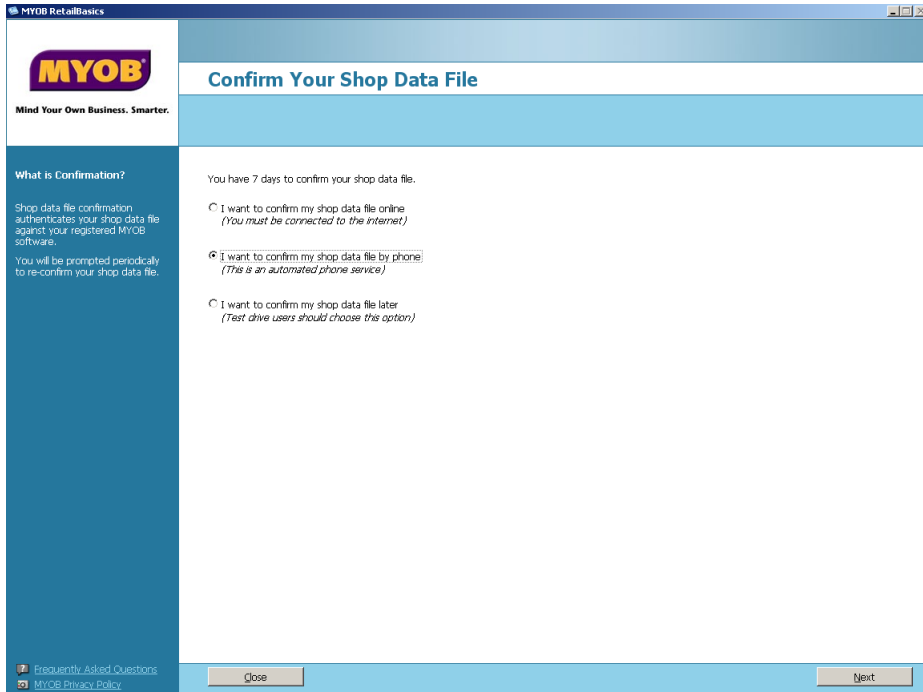 MYOB RetailBasics
MYOB
Mind Your Own Business. Smarter.
Confirm Your Shop Data File
What is Confirmation?
Shop data file confirmation
authenticates your shop data file
against your registered MYOB
software.
You will be prompted periodically
to re-confirm your shop data file.
You have 7 days to confirm your shop data file.
I want to confirm my shop data file online
(You must be connected to the internet)
I want to confirm my shop data file by phone
(This is an automated phone service)
I want to confirm my shop data file later
(Test drive users should choose this option)
Frequently Asked Questions
MYOB Privacy Policy
Close
Next